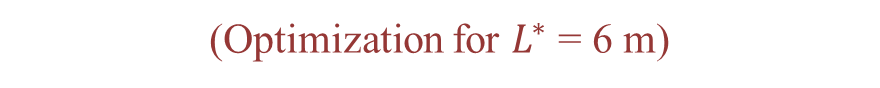 (Optimization for L* = 6 m)